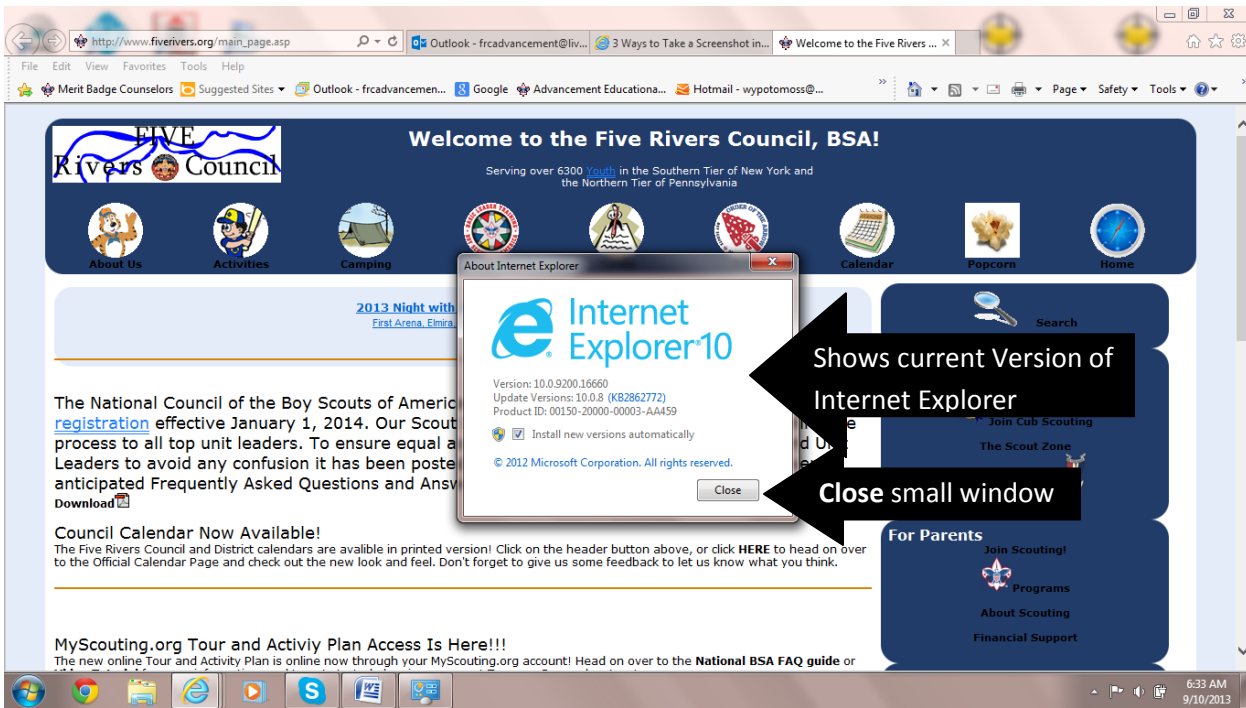 http://www.fiverivers.org/main_page.asp
Outlook - frcadvancement@liv...
3 Ways to Take a Screenshot in...
Welcome to the Five Rivers ...
File Edit View Favorites Tools Help
Merit Badge Counselors Suggested Sites Outlook - frcadvancemen... Google Advancement Educationa... Hotmail - wypotomoss@... Page Safety Tools
FIVE
Rivers Council
Welcome to the Five Rivers Council, BSA!
Serving over 6300 Youth in the Southern Tier of New York and
the Northern Tier of Pennsylvania
About Us Activities Camping Calendar Popcorn Home
About Internet Explorer
2013 Night with
First Arena, Elmira,
Internet
Explorer 10
Version: 10.0.9200.16660
Update Versions: 10.0.8 (KB2862772)
Product ID: 00150-20000-00003-AA459
Install new versions automatically
© 2012 Microsoft Corporation. All rights reserved.
Close
Shows current Version of
Internet Explorer
Close small window
Search
Join Cub Scouting
The Scout Zone
The National Council of the Boy Scouts of Americ
registration effective January 1, 2014. Our Scout
process to all top unit leaders. To ensure equal a
Leaders to avoid any confusion it has been poste
anticipated Frequently Asked Questions and Answ
Download
Council Calendar Now Available!
The Five Rivers Council and District calendars are avalible in printed version! Click on the header button above, or click HERE to head on over
to the Official Calendar Page and check out the new look and feel. Don't forget to give us some feedback to let us know what you think.
For Parents
Join Scouting!
Programs
About Scouting
Financial Support
MyScouting.org Tour and Activiy Plan Access Is Here!!!
The new online Tour and Activity Plan is online now through your MyScouting.org account! Head on over to the National BSA FAQ guide or
6:33 AM
9/10/2013